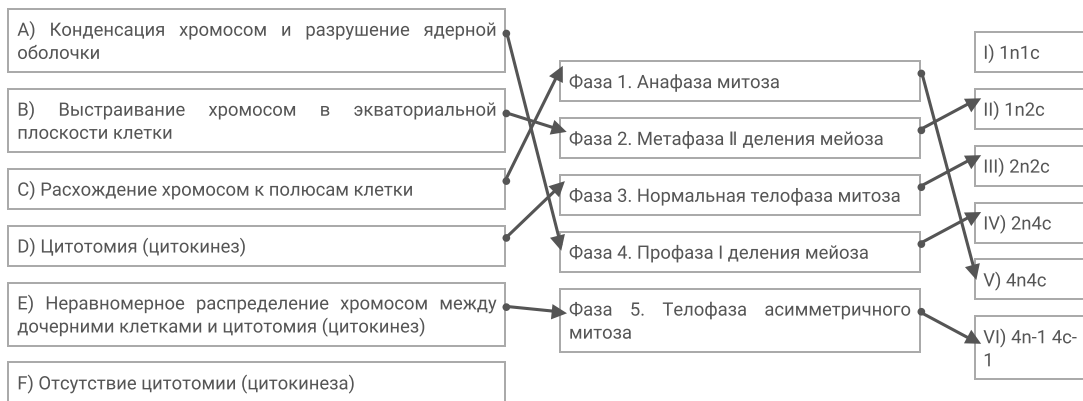 A) Конденсация хромосом и разрушение ядерной
оболочки
B) Выстраивание хромосом в экваториальной
плоскости клетки
C) Расхождение хромосом к полюсам клетки
D) Цитотомия (цитокинез)
E) Неравномерное распределение хромосом между
дочерними клетками и цитотомия (цитокинез)
F) Отсутствие цитотомии (цитокинеза)
Фаза 1. Анафаза митоза
Фаза 2. Метафаза II деления мейоза
Фаза 3. Нормальная телофаза митоза
Фаза 4. Профаза I деления мейоза
Фаза 5. Телофаза асимметричного
митоза
I) 1n1c
II) 1n2c
III) 2n2c
IV) 2n4c
V) 4n4c
VI) 4n-1 4c-
1